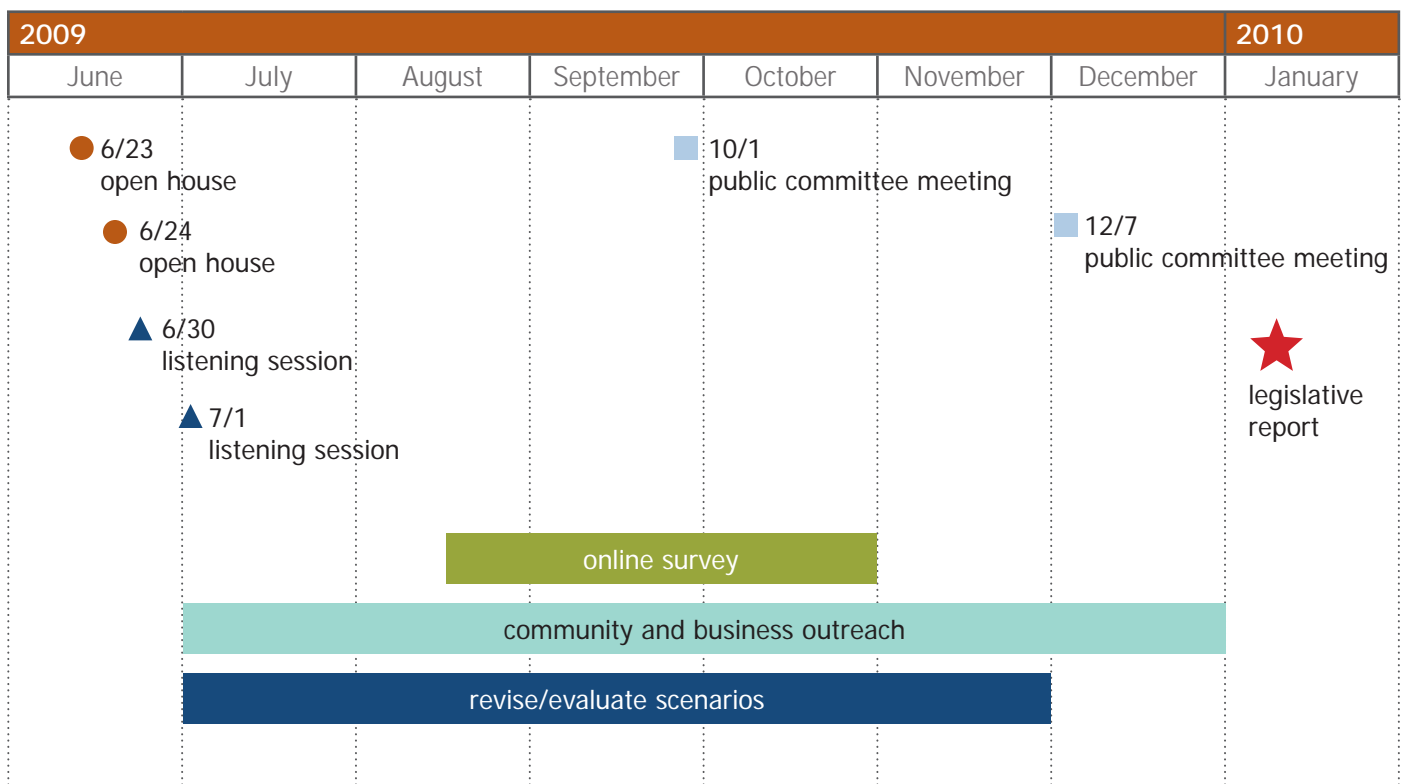 2009 2010
June July August September October November December January
6/23
open house
10/1
public committee meeting
6/24
open house
12/7
public committee meeting
6/30
listening session
legislative
report
7/1
listening session
online survey
community and business outreach
revise/evaluate scenarios